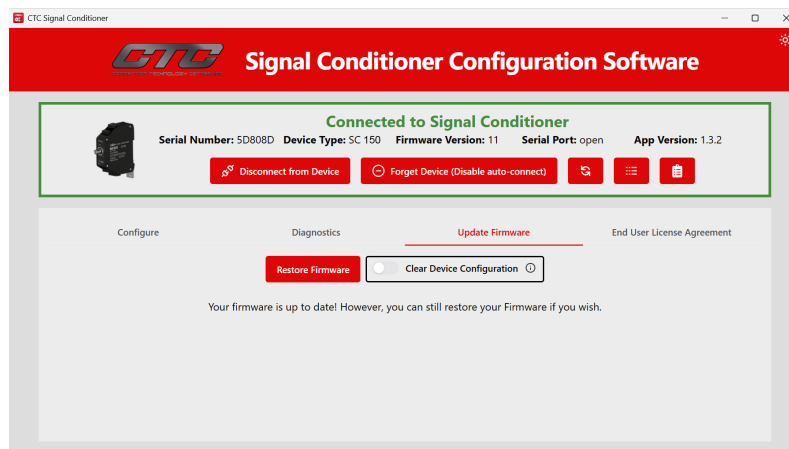 CTC Signal Conditioner
CTC
Signal Conditioner Configuration Software
Connected to Signal Conditioner
Serial Number: 5D808D Device Type: SC 150 Firmware Version: 11 Serial Port: open App Version: 1.3.2
Disconnect from Device
Forget Device (Disable auto-connect)
Configure
Diagnostics
Update Firmware
End User License Agreement
Restore Firmware
Clear Device Configuration
Your firmware is up to date! However, you can still restore your Firmware if you wish.